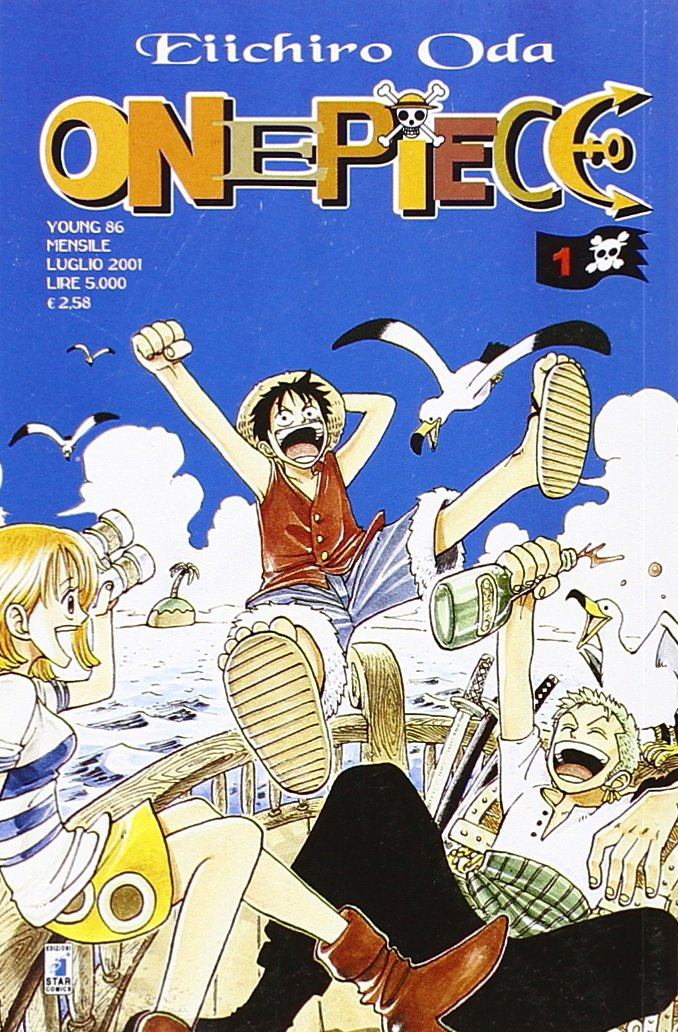 Eiichiro Oda
ONE PIECE
YOUNG 86
MENSILE
LUGLIO 2001
LIRE 5.000
€ 2,58
1
EDIZIONI
STAR
COMICS